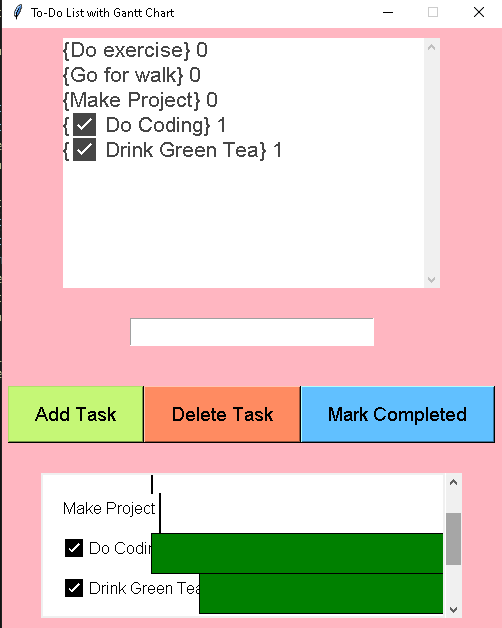 To-Do List with Gantt Chart
{Do exercise} 0
{Go for walk} 0
{Make Project} 0
{✅ Do Coding} 1
{✅ Drink Green Tea} 1
Add Task
Delete Task
Mark Completed
Make Project
✅ Do Codin
✅ Drink Green Tea